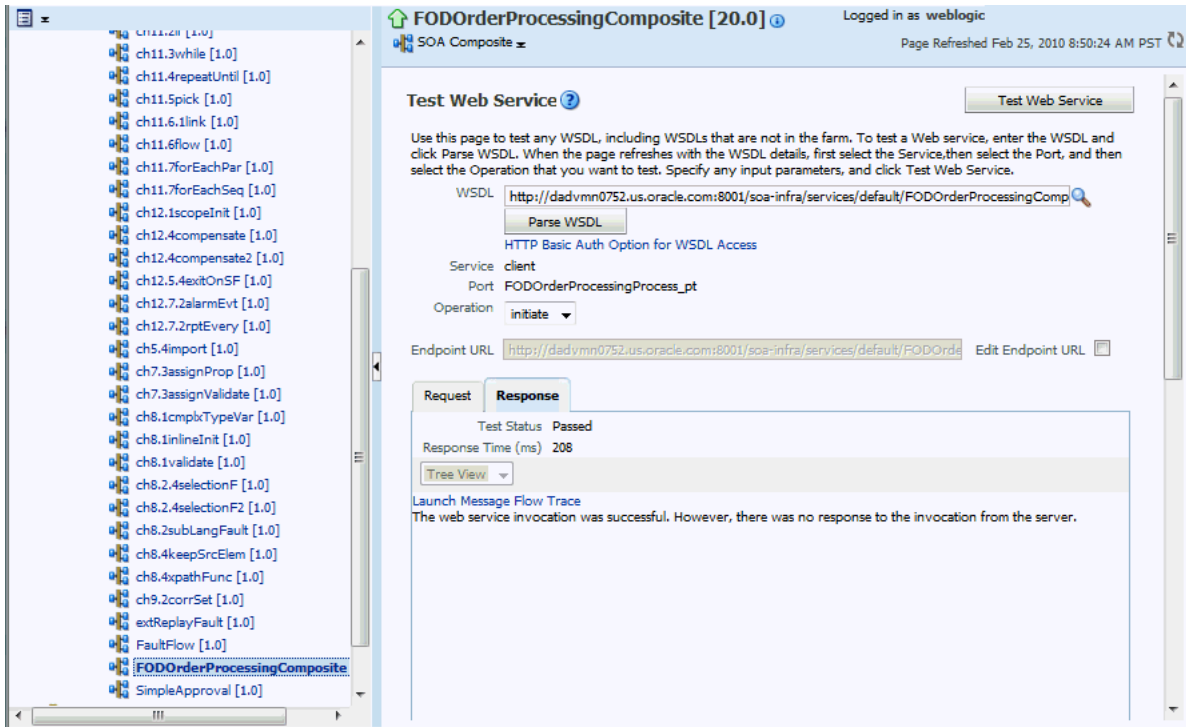 ch11.3while [1.0]
ch11.4repeatUntil [1.0]
ch11.5pick [1.0]
ch11.6.1link [1.0]
ch11.6flow [1.0]
ch11.7forEachPar [1.0]
ch11.7forEachSeq [1.0]
ch12.1scopeInit [1.0]
ch12.4compensate [1.0]
ch12.4compensate2 [1.0]
ch12.5.4exitOnSF [1.0]
ch12.7.2alarmEvt [1.0]
ch12.7.2rptEvery [1.0]
ch5.4import [1.0]
ch7.3assignProp [1.0]
ch7.3assignValidate [1.0]
ch8.1cmplxTypeVar [1.0]
ch8.1inlineInit [1.0]
ch8.1validate [1.0]
ch8.2.4selectionF [1.0]
ch8.2.4selectionF2 [1.0]
ch8.2subLangFault [1.0]
ch8.4keepSrcElem [1.0]
ch8.4xpathFunc [1.0]
ch9.2corrSet [1.0]
extReplayFault [1.0]
FaultFlow [1.0]
FODOrderProcessingComposite
SimpleApproval [1.0]
FODOrderProcessingComposite [20.0]
Logged in as weblogic
SOA Composite
Page Refreshed Feb 25, 2010 8:50:24 AM PST
Test Web Service
Test Web Service
Use this page to test any WSDL, including WSDLs that are not in the farm. To test a Web service, enter the WSDL and
click Parse WSDL. When the page refreshes with the WSDL details, first select the Service,then select the Port, and then
select the Operation that you want to test. Specify any input parameters, and click Test Web Service.
WSDL http://dadvmn0752.us.oracle.com:8001/soa-infra/services/default/FODOrderProcessingComp
Parse WSDL
HTTP Basic Auth Option for WSDL Access
Service client
Port FODOrderProcessingProcess_pt
Operation initiate
Endpoint URL http://dadvmn0752.us.oracle.com:8001/soa-infra/services/default/FODOrde Edit Endpoint URL
Request Response
Test Status Passed
Response Time (ms) 208
Tree View
Launch Message Flow Trace
The web service invocation was successful. However, there was no response to the invocation from the server.